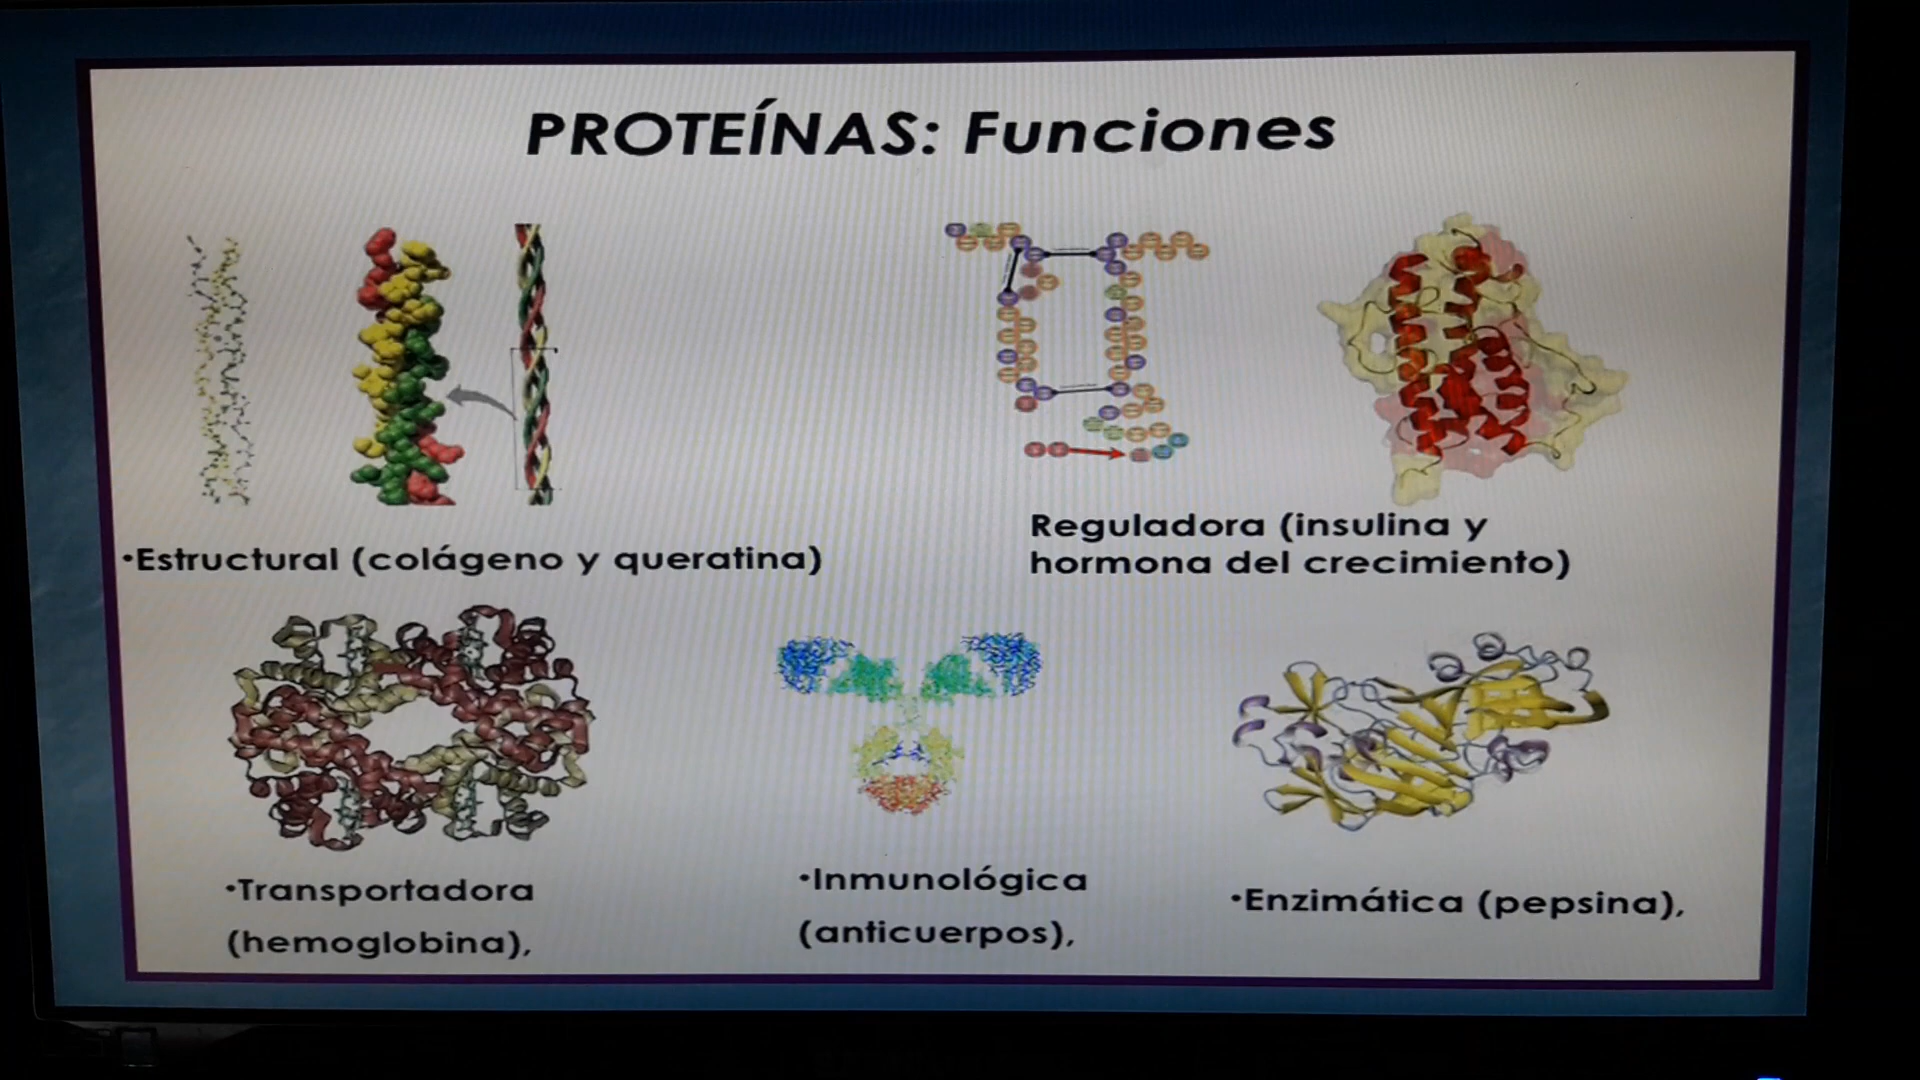 PROTEÍNAS: Funciones
•Estructural (colágeno y queratina)
Reguladora (insulina y
hormona del crecimiento)
•Transportadora
(hemoglobina),
•Inmunológica
(anticuerpos),
•Enzimática (pepsina),